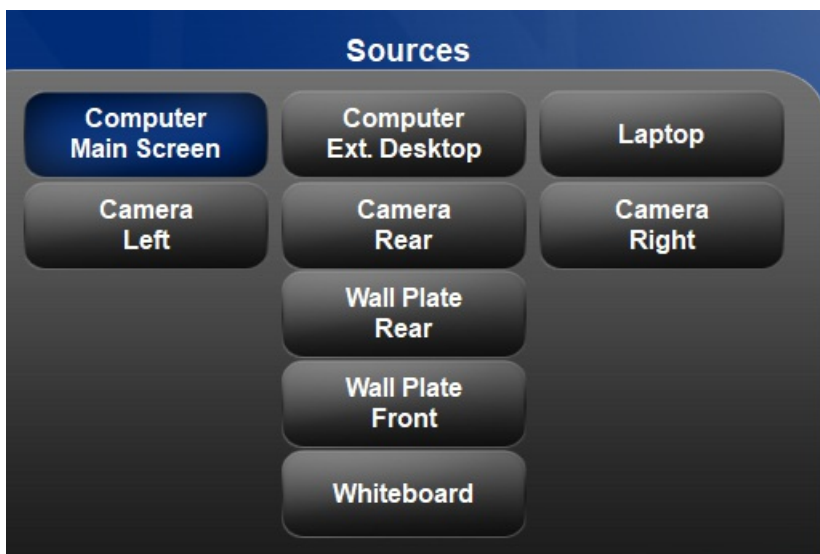 Sources
Computer
Main Screen
Computer
Ext. Desktop
Laptop
Camera
Left
Camera
Rear
Camera
Right
Wall Plate
Rear
Wall Plate
Front
Whiteboard